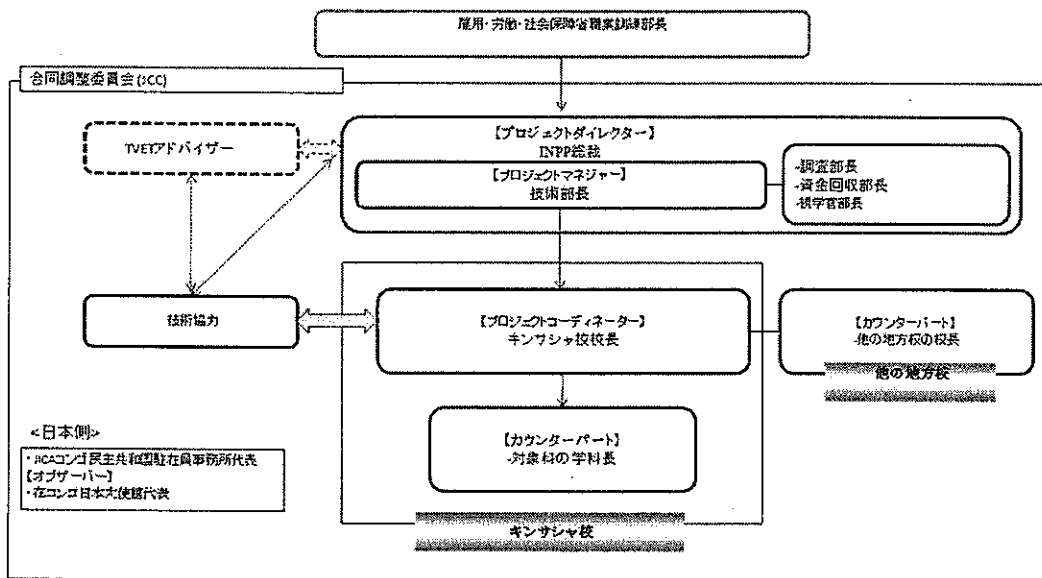 雇用・労働・社会保障省職業訓練部長
合同調整委員会(JCC)
TVETアドバイザー
【プロジェクトダイレクター】
INPP総裁
【プロジェクトマネジャー】
技術部長
-調査部長
-資金回収部長
-視学官部長
技術協力
【プロジェクトコーディネーター】
キンサシャ校校長
【カウンターパート】
-他の地方校の校長
他の地方校
【カウンターパート】
-対象科の学科長
キンサシャ校
<日本側>
・JICAコンゴ民主共和国駐在員事務所代表
【オブザーバー】
・在コンゴ日本大使館代表